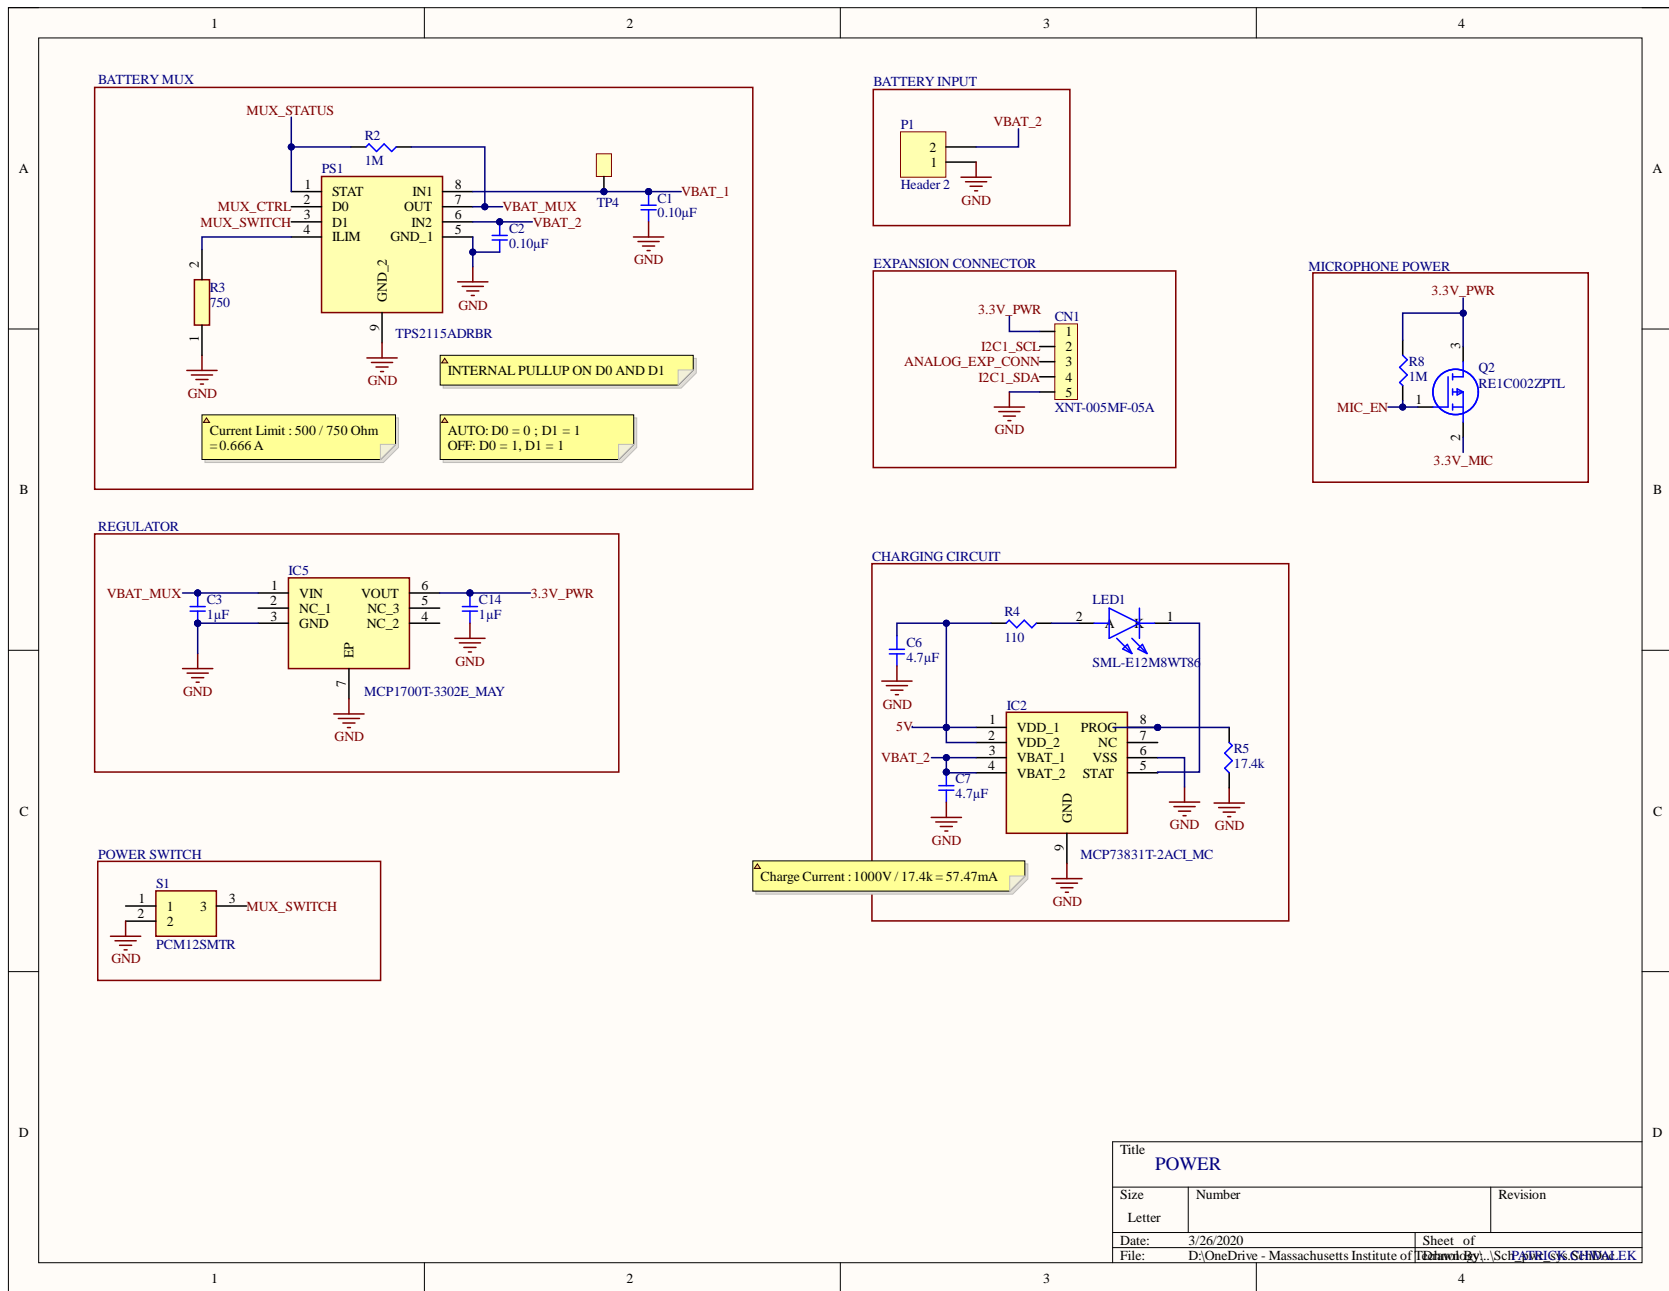 1 2 3 4
A
B
C
D
A
B
C
D
BATTERY MUX
MUX_STATUS
R2
1M
PS1
1 STAT IN1 8
MUX_CTRL 2 D0 OUT 7 VBAT_MUX
MUX_SWITCH 3 D1 IN2 6 VBAT_2
4 ILIM GND_1 5
GND_2
9
TPS2115ADRBR
GND
2
R3
750
1
GND
TP4
C1
0.10µF
VBAT_1
GND
C2
0.10µF
GND
INTERNAL PULLUP ON D0 AND D1
Current Limit : 500 / 750 Ohm
= 0.666 A
AUTO: D0 = 0 ; D1 = 1
OFF: D0 = 1, D1 = 1
BATTERY INPUT
P1
VBAT_2
2
1
Header 2
GND
EXPANSION CONNECTOR
3.3V_PWR
CN1
1
I2C1_SCL 2
ANALOG_EXP_CONN 3
I2C1_SDA 4
5
XNT-005MF-05A
GND
MICROPHONE POWER
3.3V_PWR
3
R8
1M
Q2
RE1C002ZPTL
MIC_EN 1
2
3.3V_MIC
REGULATOR
IC5
VBAT_MUX 1 VIN VOUT 6 3.3V_PWR
C3
1µF
2 NC_1 NC_3 5
3 GND NC_2 4
C14
1µF
EP
7
MCP1700T-3302E_MAY
GND
GND
GND
CHARGING CIRCUIT
C6
4.7µF
GND
R4
110
LED1
2 A K 1
SML-E12M8WT86
IC2
5V 1 VDD_1 PROG 8
2 VDD_2 NC 7
VBAT_2 3 VBAT_1 VSS 6
4 VBAT_2 STAT 5
C7
4.7µF
GND
R5
17.4k
GND
GND
GND
9
MCP73831T-2ACI_MC
GND
Charge Current : 1000V / 17.4k = 57.47mA
POWER SWITCH
S1
1 1 3 3 MUX_SWITCH
2 2
GND
PCM12SMTR
Title
POWER
Size
Number
Revision
Letter
Date: 3/26/2020 Sheet of
File: D:\OneDrive - Massachusetts Institute of
1 2 3 4